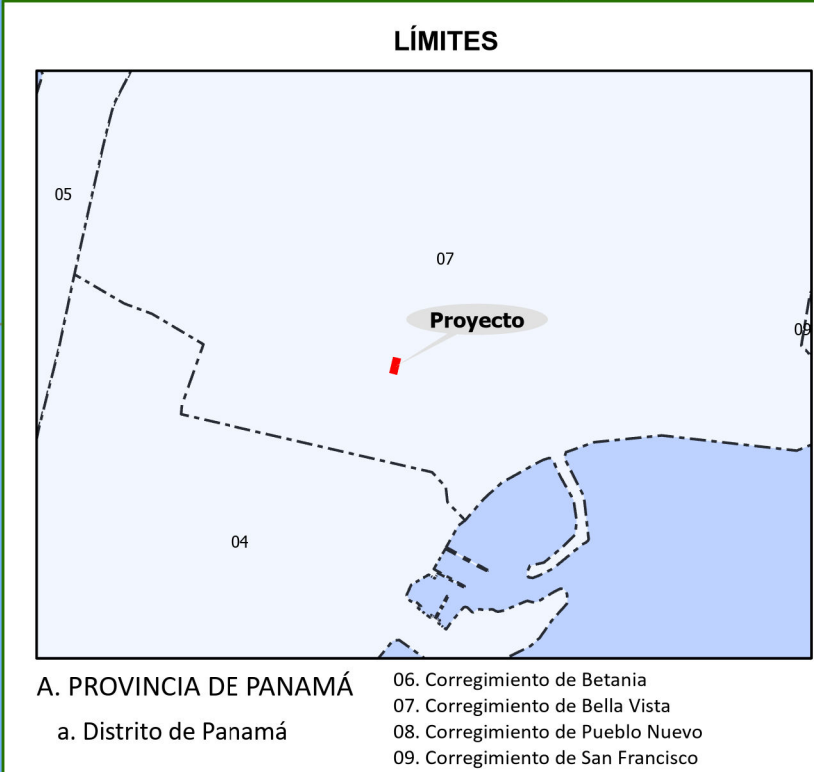 LÍMITES
05
07
Proyecto
09
04
A. PROVINCIA DE PANAMÁ
a. Distrito de Panamá
06. Corregimiento de Betania
07. Corregimiento de Bella Vista
08. Corregimiento de Pueblo Nuevo
09. Corregimiento de San Francisco